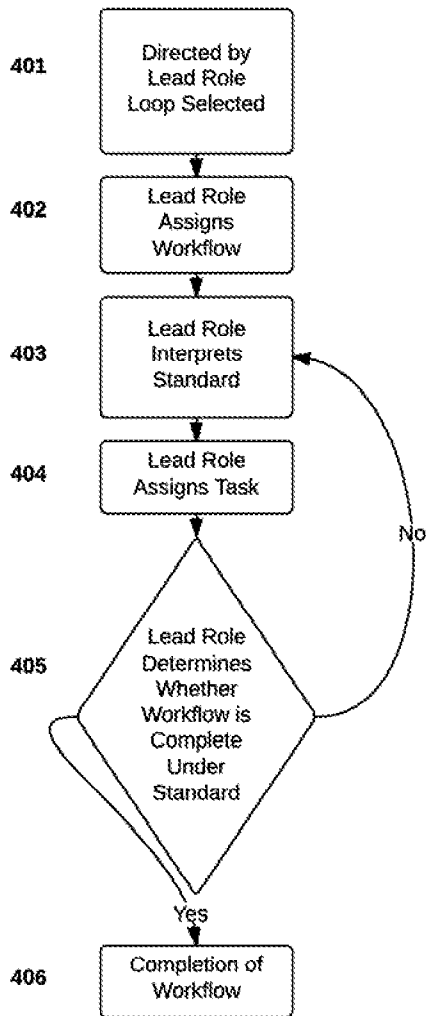 401
Directed by
Lead Role
Loop Selected
402
Lead Role
Assigns
Workflow
403
Lead Role
Interprets
Standard
404
Lead Role
Assigns Task
No
405
Lead Role
Determines
Whether
Workflow is
Complete
Under
Standard
Yes
406
Completion of
Workflow